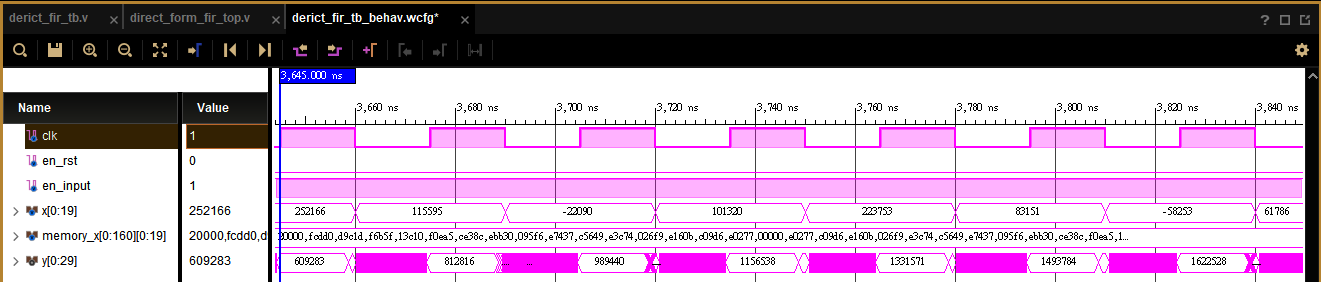 derict_fir_tb.v × direct_form_fir_top.v × derict_fir_tb_behav.wcfg* × ?
3,645.000 ns
Name Value 3,660 ns 3,680 ns 3,700 ns 3,720 ns 3,740 ns 3,760 ns 3,780 ns 3,800 ns 3,820 ns 3,840 ns
clk 1
en_rst 0
en_input 1
x[0:19] 252166 252166 115595 -22090 101320 223753 83151 -58253 61786
memory_x[0:160][0:19] 20000,fcdd0,d 20000,fcdd0,d9c1d,f6b5f,13c10,f0ea5,ce38c,ebb30,095f6,e7437,c5649,e3c74,026f9,e160b,c09d6,e0277,00000,e0277,c09d6,e160b,026f9,e3c74,c5649,e7437,095f6,ebb30,ce38c,f0ea5,1...
y[0:29] 609283 609283 812816 ... ... 989440 1156538 1331571 1493784 1622528